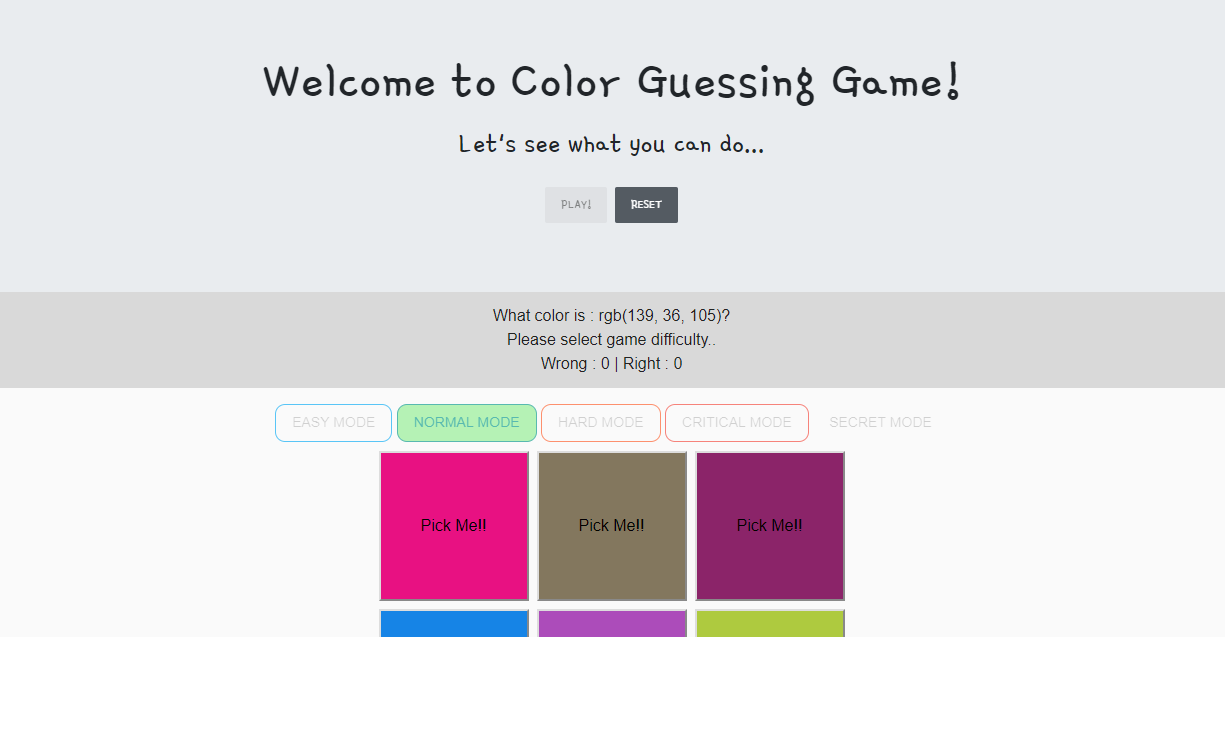 Welcome to Color Guessing Game!
Let's see what you can do...
PLAY! RESET
What color is : rgb(139, 36, 105)?
Please select game difficulty..
Wrong : 0 | Right : 0
EASY MODE NORMAL MODE HARD MODE CRITICAL MODE SECRET MODE
Pick Me!! Pick Me!! Pick Me!!